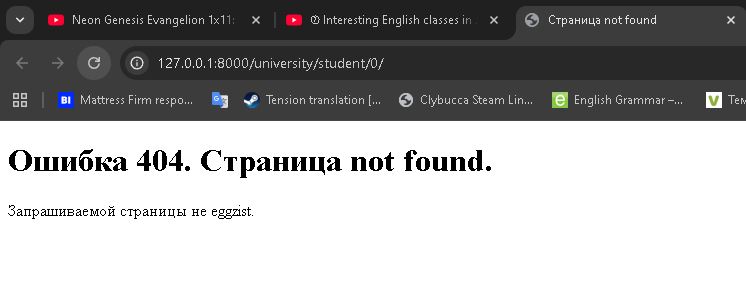 Neon Genesis Evangelion 1x11:
Interesting English classes in
Страница not found
127.0.0.1:8000/university/student/0/
BI Mattress Firm respo...
Tension translation [...
Clybucca Steam Lin...
English Grammar –...
Тем
Ошибка 404. Страница not found.
Запрашиваемой страницы не eggzist.